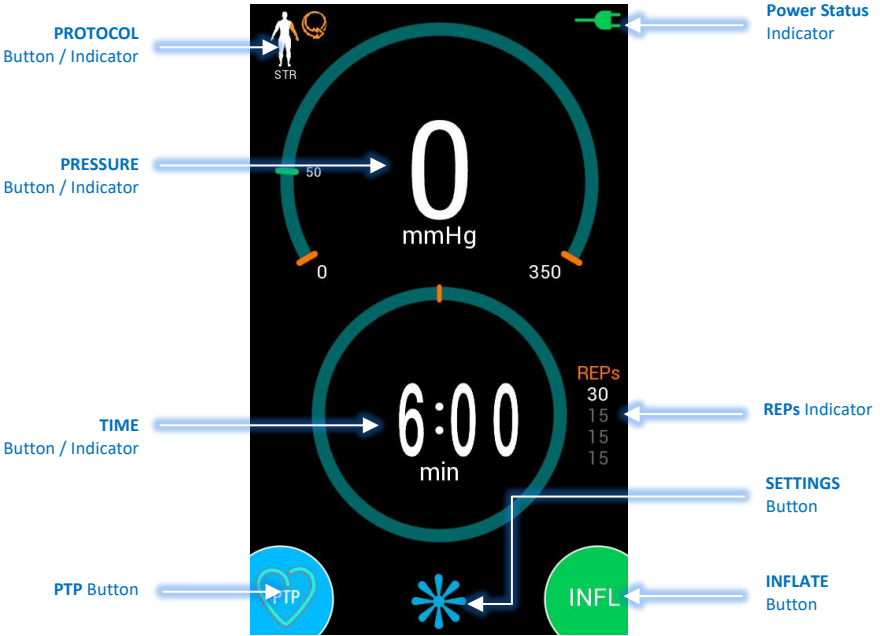 PROTOCOL
Button / Indicator
Power Status
Indicator
STR
PRESSURE
Button / Indicator
50
0
mmHg
0
350
REPs
30
15
15
15
REPs Indicator
TIME
Button / Indicator
6:00
min
SETTINGS
Button
PTP Button
PTP
INFL
INFLATE
Button